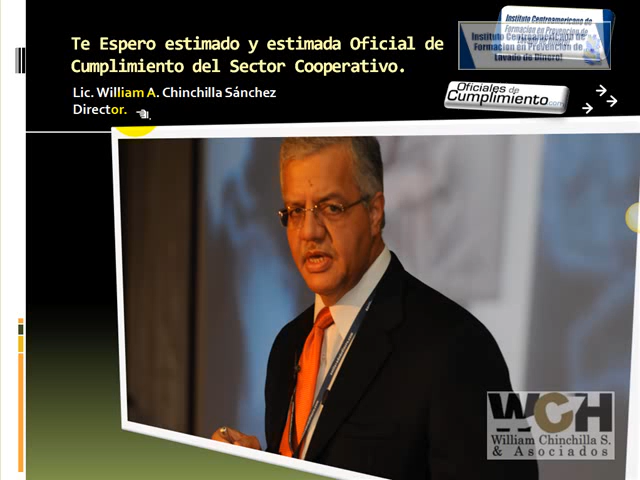 Te Espero estimado y estimada Oficial de
Cumplimiento del Sector Cooperativo.
Lic. William A. Chinchilla Sánchez
Director.
Instituto Centroamericano de
Formación en Prevención de
Lavado de Dinero!
Oficiales de
Cumplimiento.com
WCH
William Chinchilla S.
& Asociados